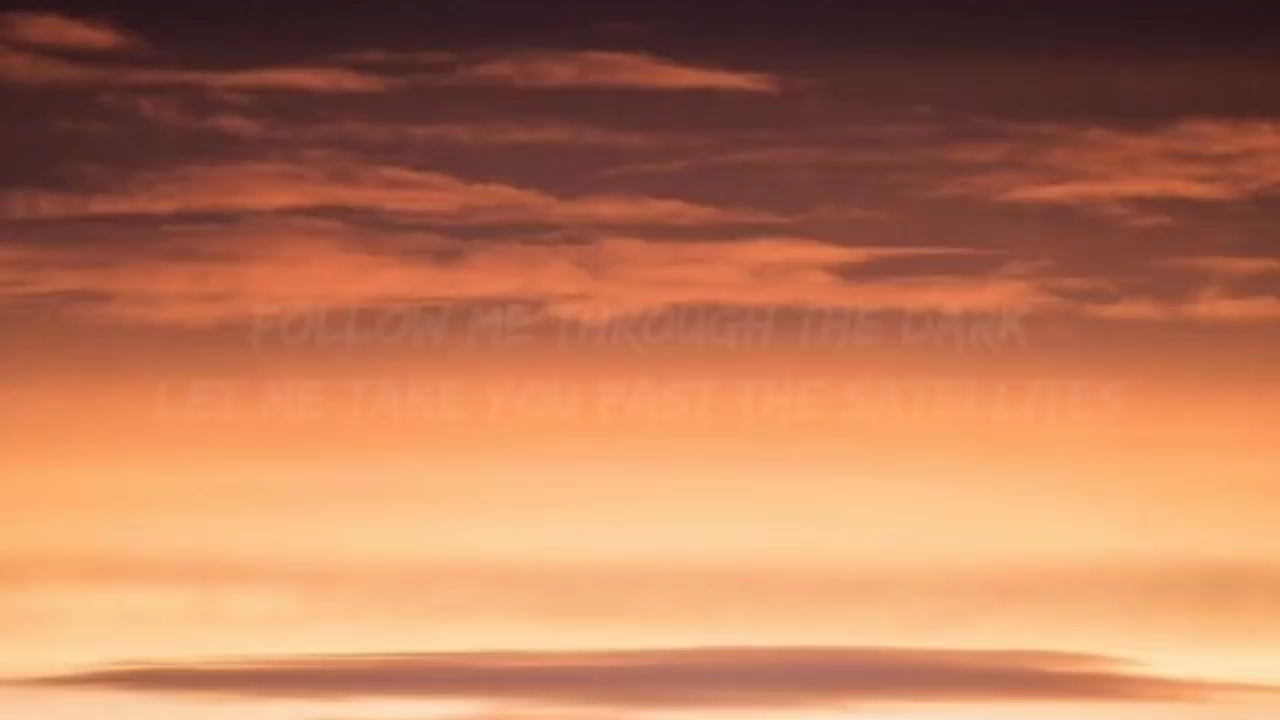 FOLLOW ME THROUGH THE DARK
LET ME TAKE YOU PAST THE SATELLITES